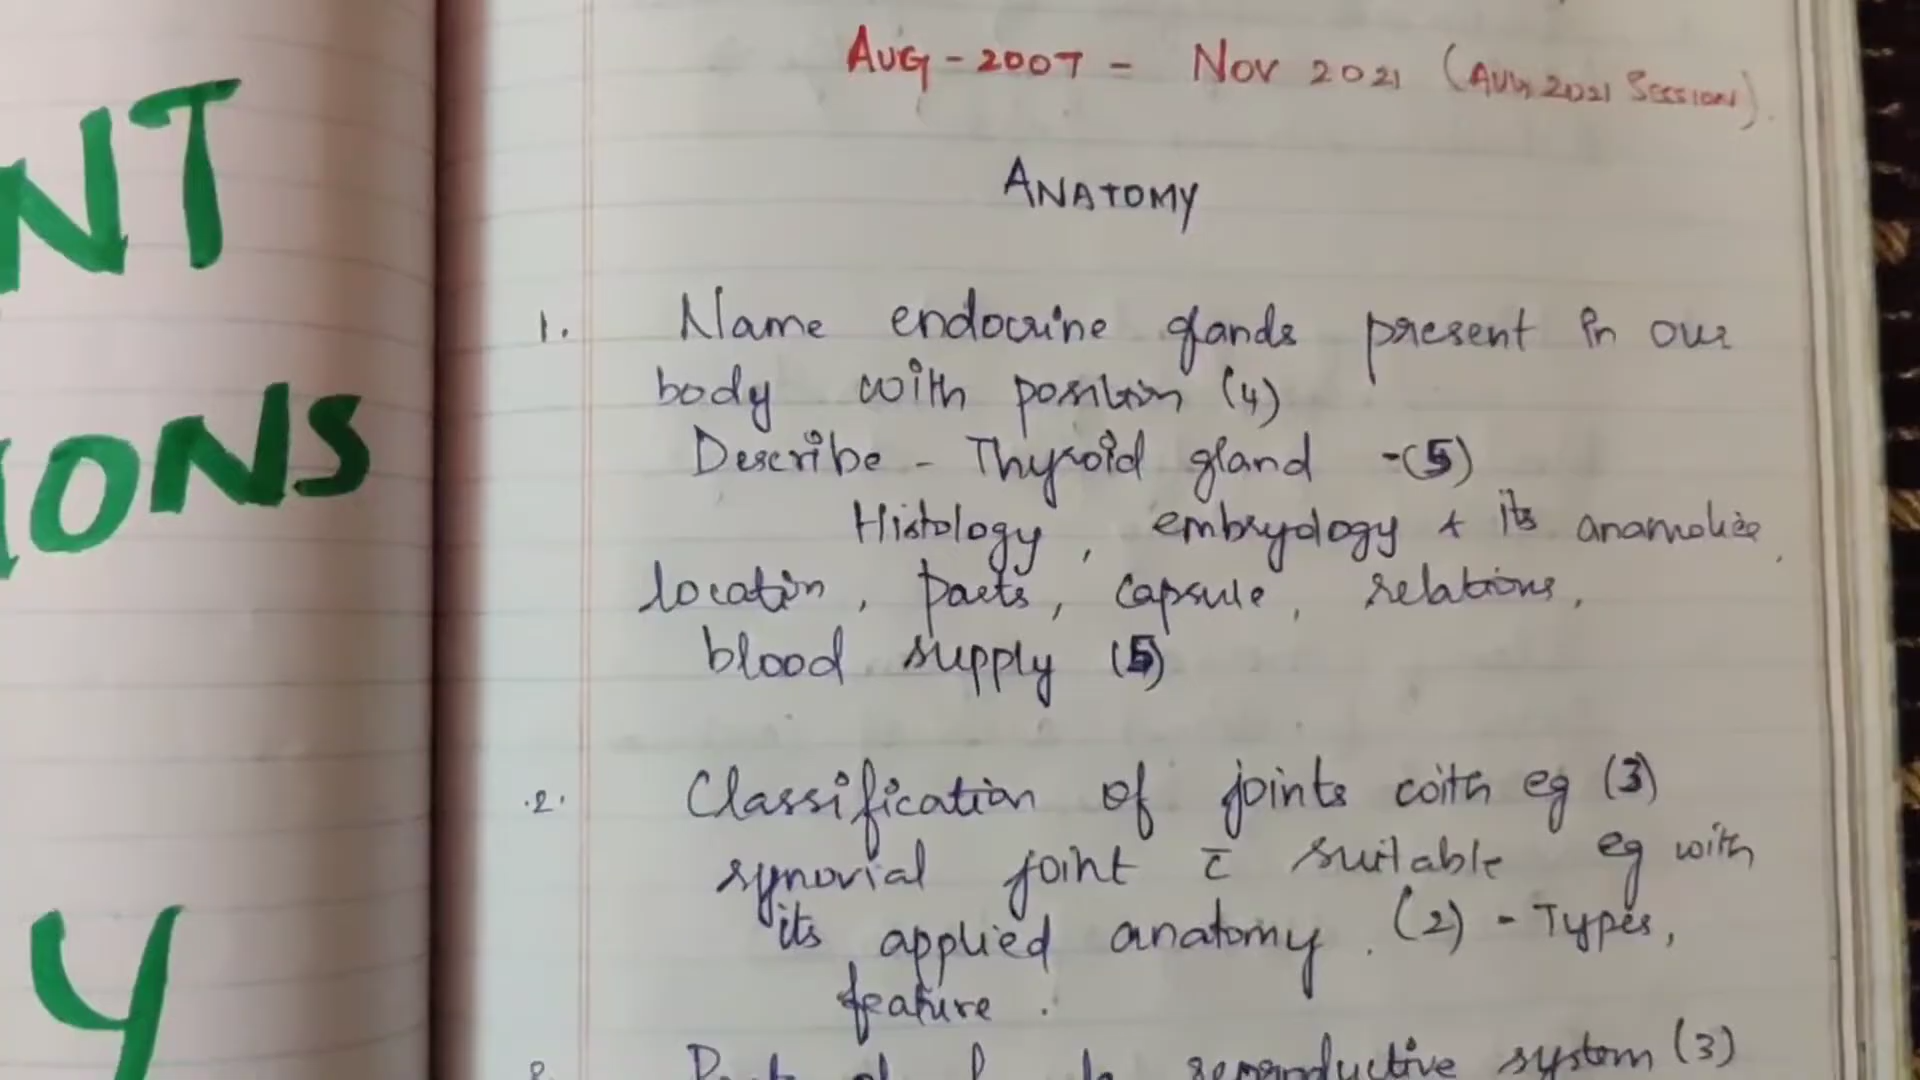 NT
IONS
Y
AUG - 2007 - NOV 2021 (AUG 2021 SESSION).
ANATOMY
1. Name endocrine glands present in our
body with position (4)
Describe - Thyroid gland -(5)
Histology, embryology & its anamolies,
location, parts, capsule, relations,
blood supply (5)
2. Classification of joints with eg (3)
synovial joint c̅ suitable eg with
its applied anatomy. (2) - Types,
feature.
reproductive system (3)